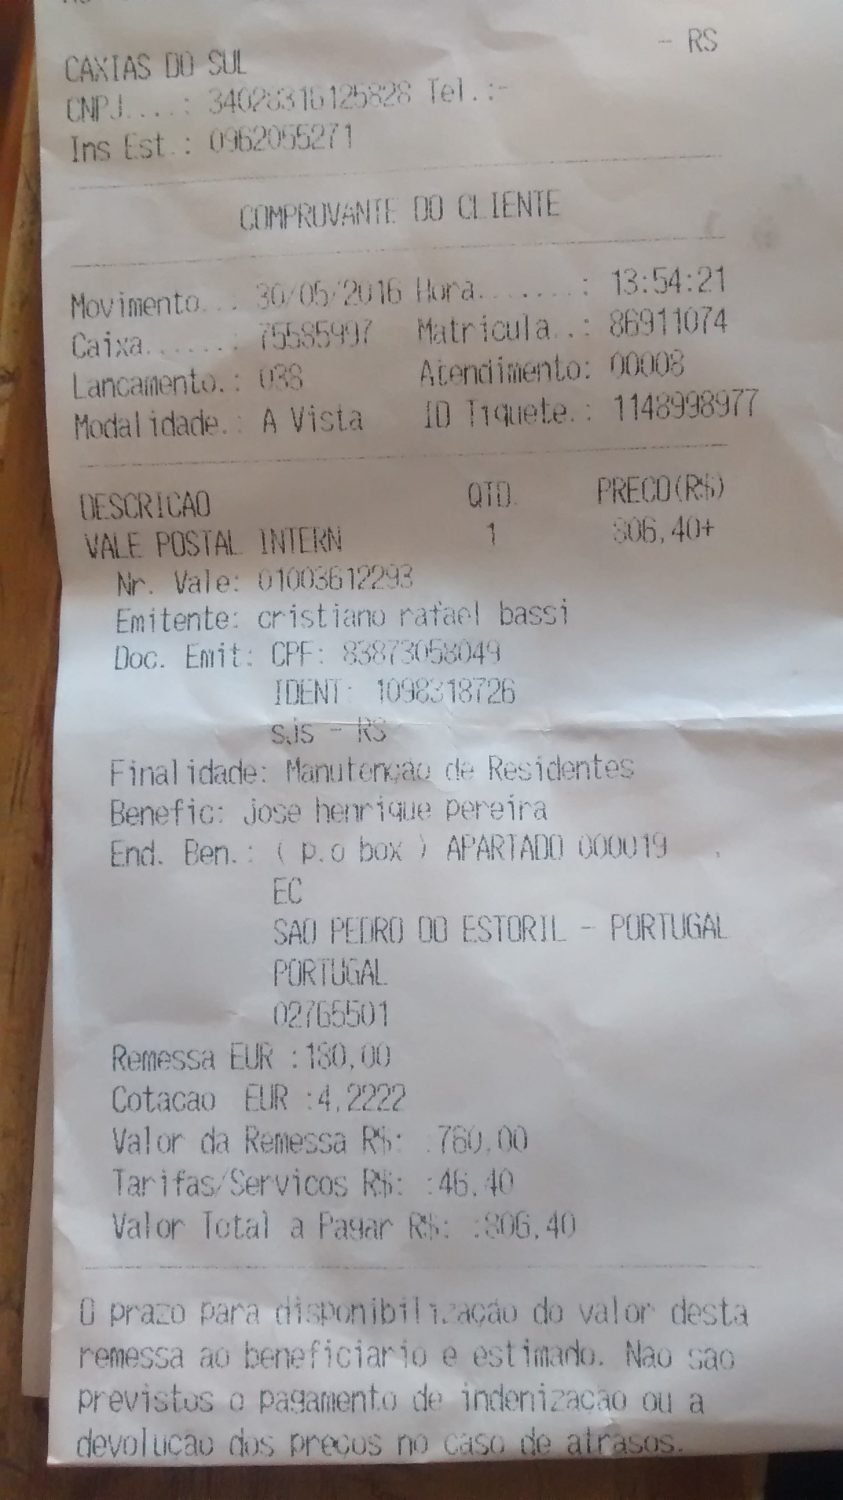 - RS
CAXIAS DO SUL
CNPJ....: 34028316125828 Tel.:-
Ins Est.: 0962055271
COMPROVANTE DO CLIENTE
Movimento..: 30/05/2016 Hora.......: 13:54:21
Caixa.......: 75585997 Matricula..: 86911074
Lancamento.: 038 Atendimento: 00008
Modalidade.: A Vista ID Tiquete.: 1148998977
DESCRICAO QTD. PRECO(R$)
VALE POSTAL INTERN 1 806,40+
Nr. Vale: 01003612293
Emitente: cristiano rafael bassi
Doc. Emit: CPF: 83873058049
IDENT: 1098318726
sjs - RS
Finalidade: Manutenção de Residentes
Benefic: jose henrique pereira
End. Ben.: ( p.o box ) APARTADO 000019 ,
EC
SAO PEDRO DO ESTORIL - PORTUGAL
PORTUGAL
02765501
Remessa EUR :180,00
Cotacao EUR :4,2222
Valor da Remessa R$: :760,00
Tarifas/Servicos R$: :46,40
Valor Total a Pagar R$: :806,40
O prazo para disponibilização do valor desta
remessa ao beneficiario e estimado. Nao sao
previstos o pagamento de indenização ou a
devolução dos preços no caso de atrasos.